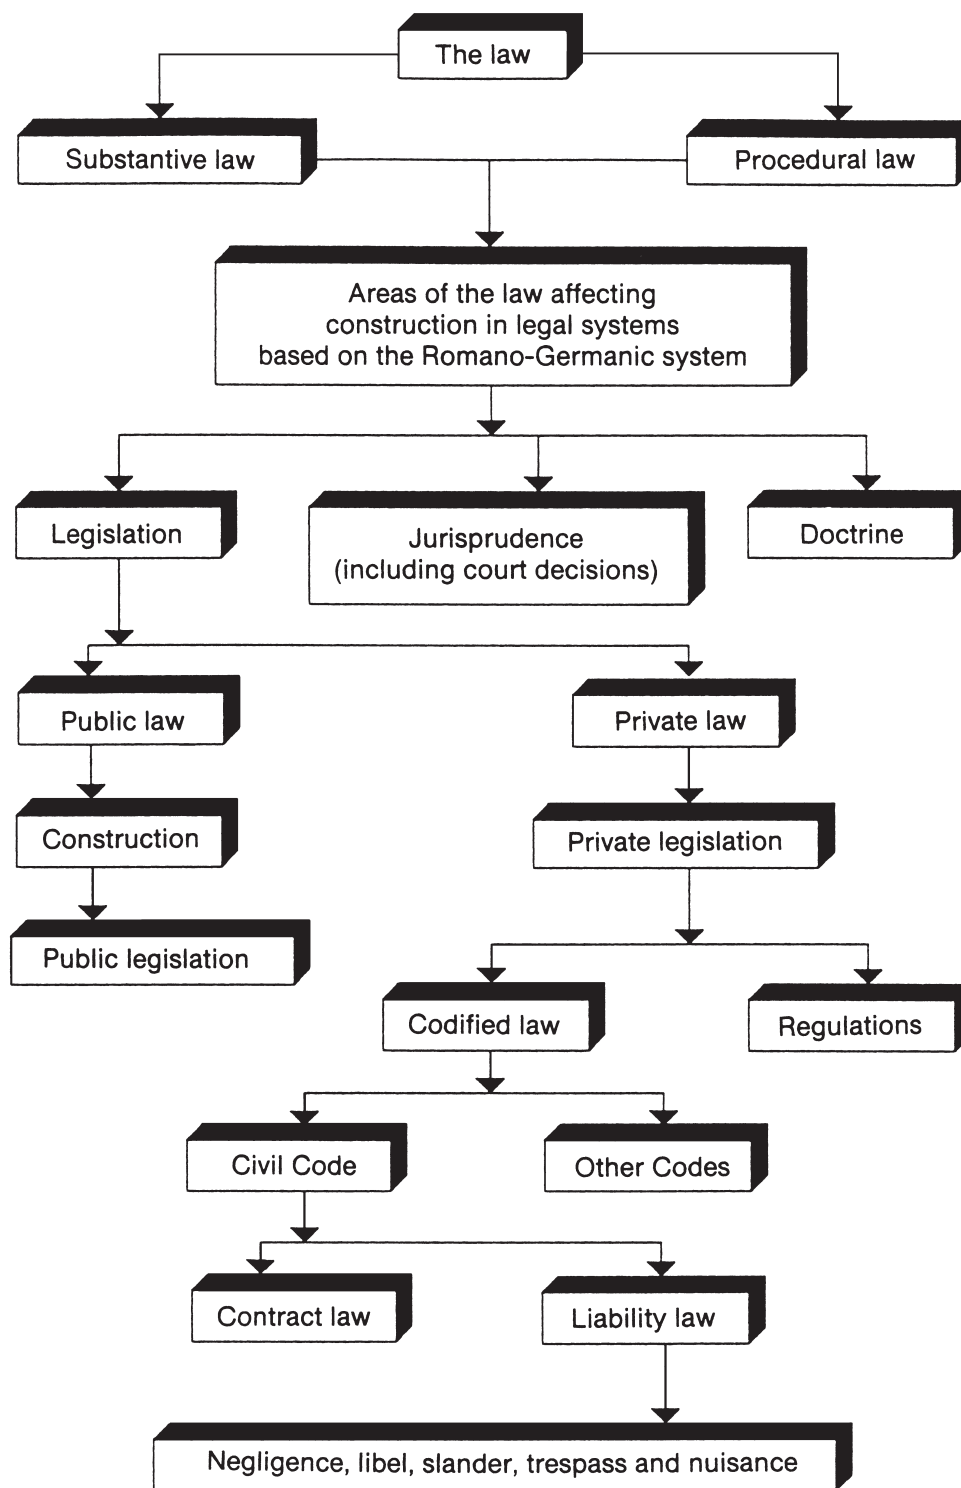 The law
Substantive law
Procedural law
Areas of the law affecting
construction in legal systems
based on the Romano-Germanic system
Legislation
Jurisprudence
(including court decisions)
Doctrine
Public law
Private law
Construction
Private legislation
Public legislation
Codified law
Regulations
Civil Code
Other Codes
Contract law
Liability law
Negligence, libel, slander, trespass and nuisance